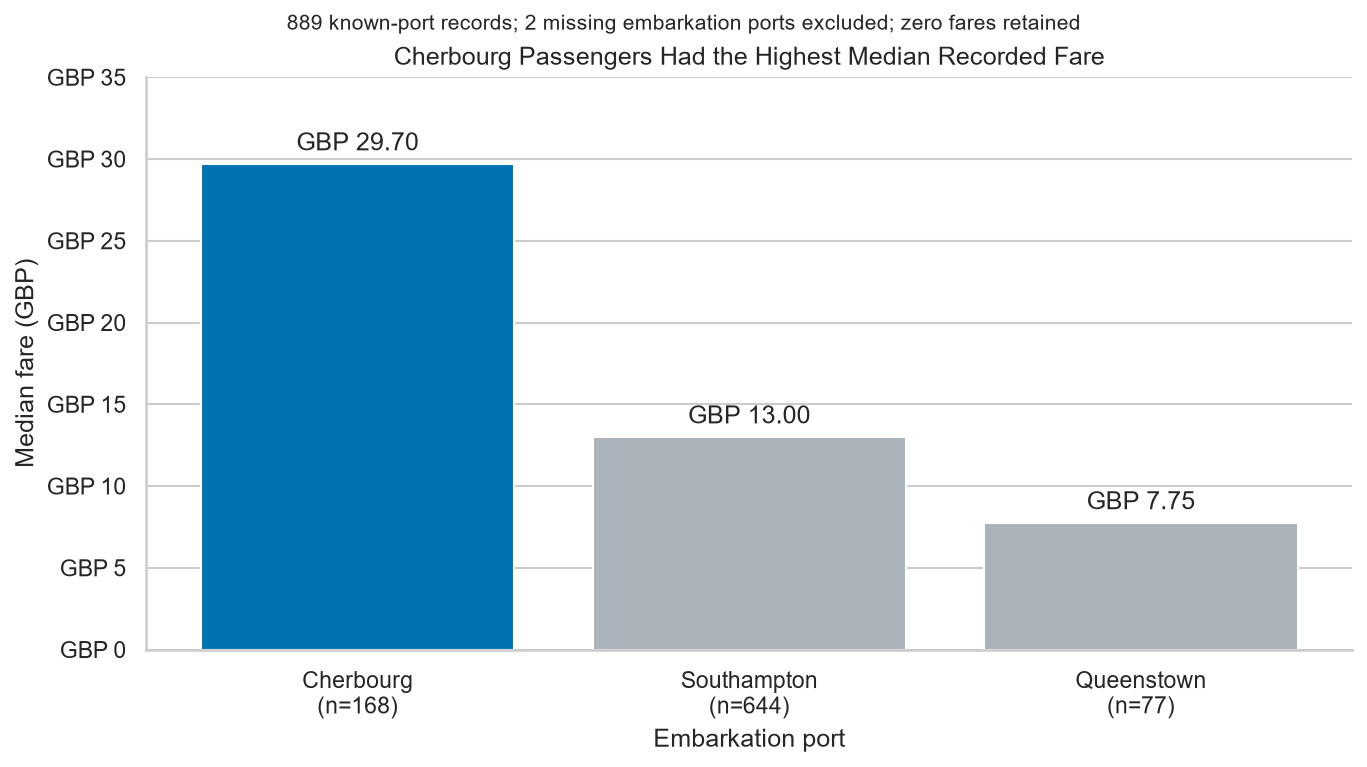 889 known-port records; 2 missing embarkation ports excluded; zero fares retained
Cherbourg Passengers Had the Highest Median Recorded Fare
Median fare (GBP)
GBP 35
GBP 30
GBP 25
GBP 20
GBP 15
GBP 10
GBP 5
GBP 0
GBP 29.70
GBP 13.00
GBP 7.75
Cherbourg
(n=168)
Southampton
(n=644)
Queenstown
(n=77)
Embarkation port